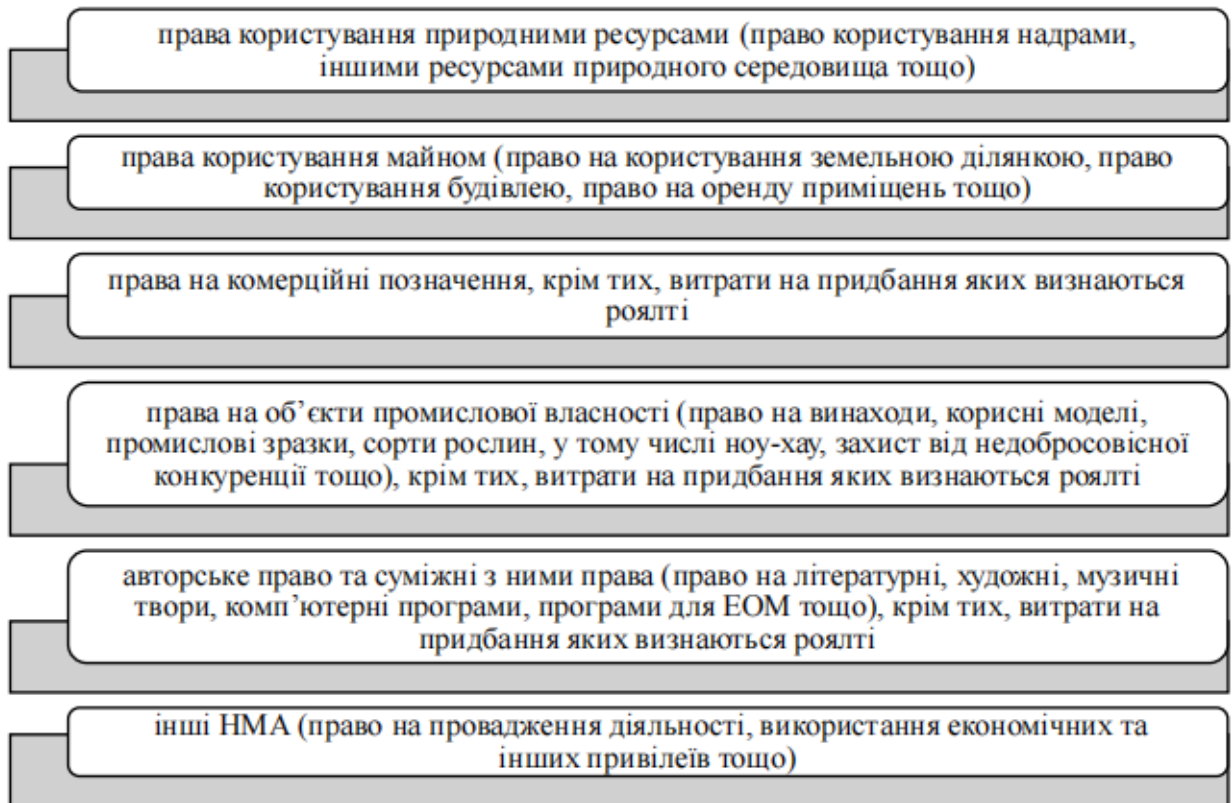 права користування природними ресурсами (право користування надрами,
іншими ресурсами природного середовища тощо)
права користування майном (право на користування земельною ділянкою, право
користування будівлею, право на оренду приміщень тощо)
права на комерційні позначення, крім тих, витрати на придбання яких визнаються
роялті
права на об’єкти промислової власності (право на винаходи, корисні моделі,
промислові зразки, сорти рослин, у тому числі ноу-хау, захист від недобросовісної
конкуренції тощо), крім тих, витрати на придбання яких визнаються роялті
авторське право та суміжні з ними права (право на літературні, художні, музичні
твори, комп’ютерні програми, програми для ЕОМ тощо), крім тих, витрати на
придбання яких визнаються роялті
інші НМА (право на провадження діяльності, використання економічних та
інших привілеїв тощо)